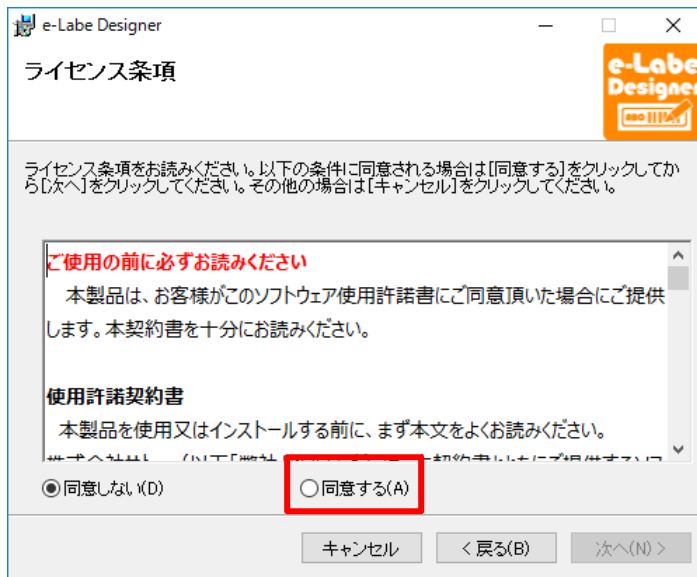 e-Labe Designer
ライセンス条項
e-Labe
Designer
ライセンス条項をお読みください。以下の条件に同意される場合は[同意する]をクリックしてか
ら[次へ]をクリックしてください。その他の場合は[キャンセル]をクリックしてください。
ご使用の前に必ずお読みください
本製品は、お客様がこのソフトウェア使用許諾書にご同意頂いた場合にご提供
します。本契約書を十分にお読みください。
使用許諾契約書
本製品を使用又はインストールする前に、まず本文をよくお読みください。
同意しない(D)
同意する(A)
キャンセル
< 戻る(B)
次へ(N) >